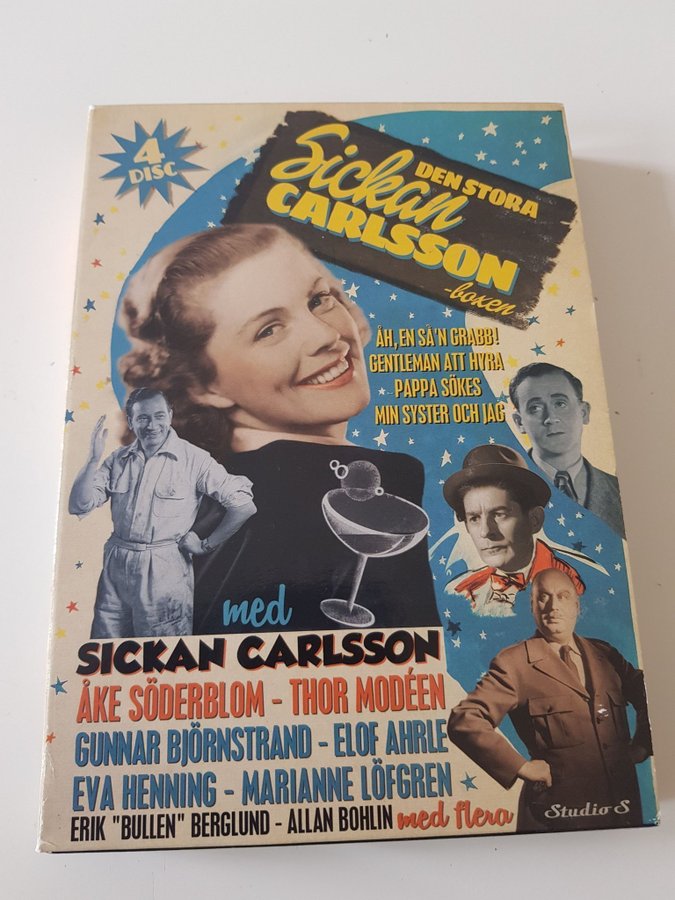 4
DISC
DEN STORA
Sickan
CARLSSON
-boxen
ÅH, EN SÅ'N GRABB!
GENTLEMAN ATT HYRA
PAPPA SÖKES
MIN SYSTER OCH JAG
med
SICKAN CARLSSON
ÅKE SÖDERBLOM - THOR MODÉEN
GUNNAR BJÖRNSTRAND - ELOF AHRLE
EVA HENNING - MARIANNE LÖFGREN
ERIK "BULLEN" BERGLUND - ALLAN BOHLIN med flera
Studio S